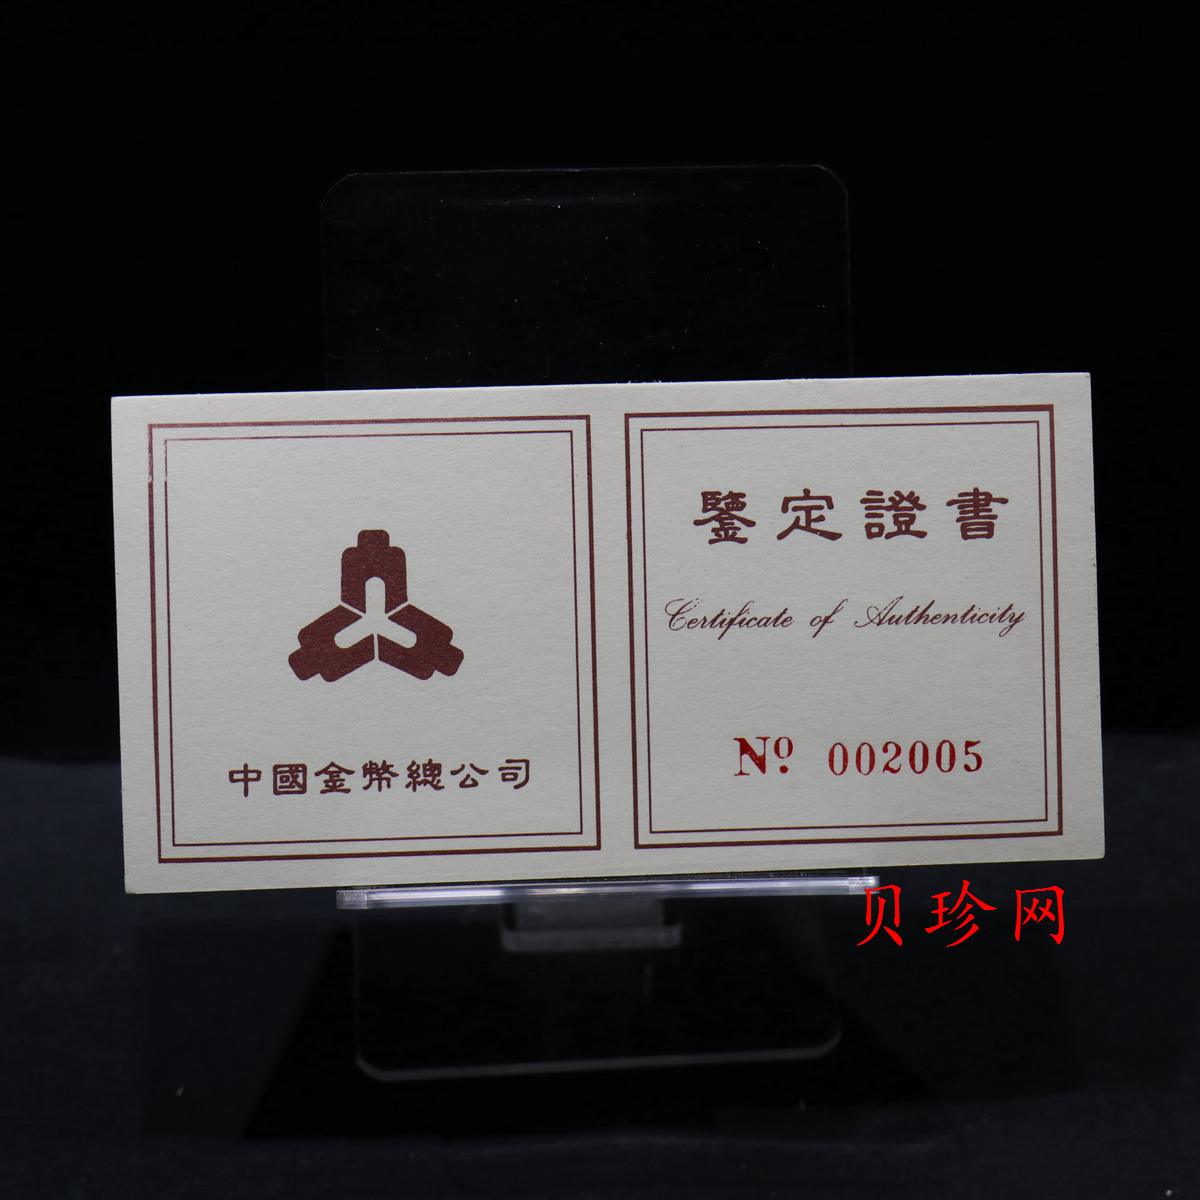 中國金幣總公司
鑒定證書
Certificate of Authenticity
Nº 002005
贝珍网